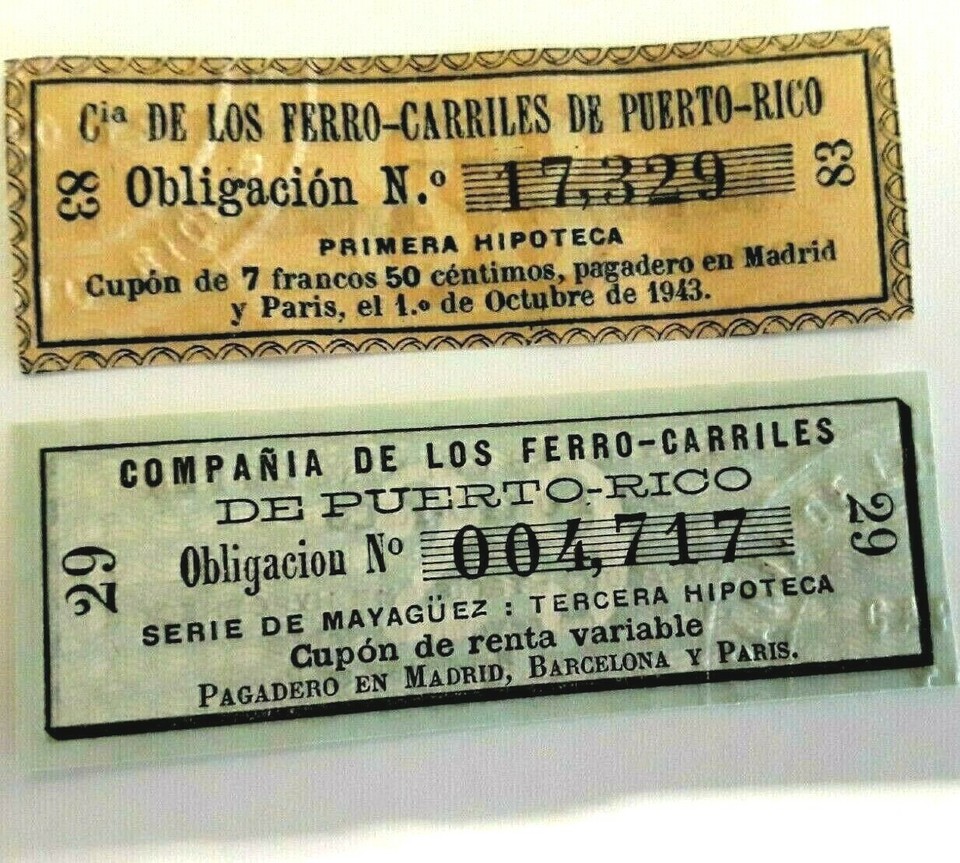 Cia DE LOS FERRO-CARRILES DE PUERTO-RICO
83 Obligación N.º 17,329 83
PRIMERA HIPOTECA
Cupón de 7 francos 50 céntimos, pagadero en Madrid
y Paris, el 1.º de Octubre de 1943.
COMPAÑIA DE LOS FERRO-CARRILES
DE PUERTO-RICO
29 Obligacion Nº 004,717 29
SERIE DE MAYAGÜEZ : TERCERA HIPOTECA
Cupón de renta variable
PAGADERO EN MADRID, BARCELONA Y PARIS.